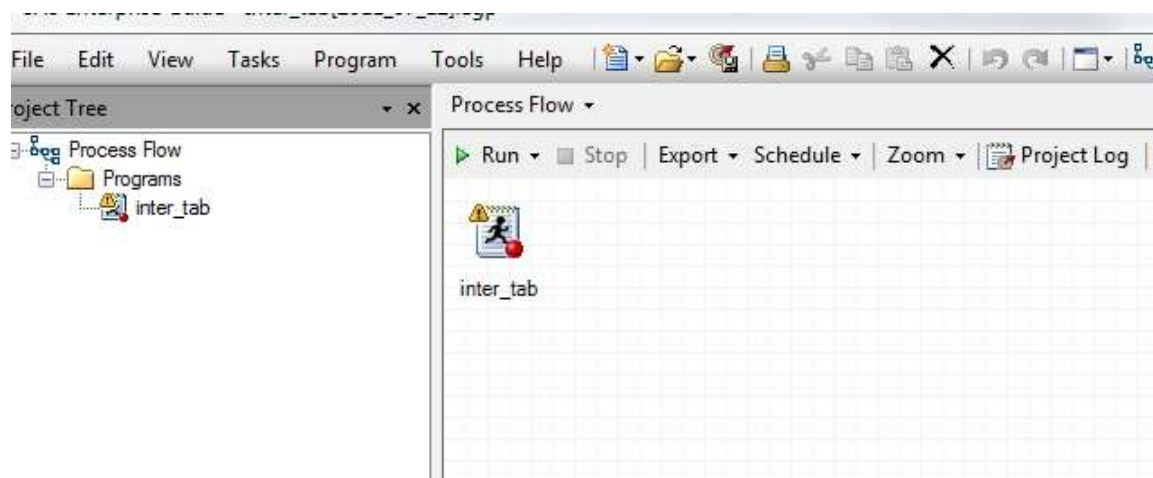 File Edit View Tasks Program Tools Help
oject Tree
Process Flow
Process Flow
Programs
Run Stop Export Schedule Zoom Project Log
inter_tab
inter_tab